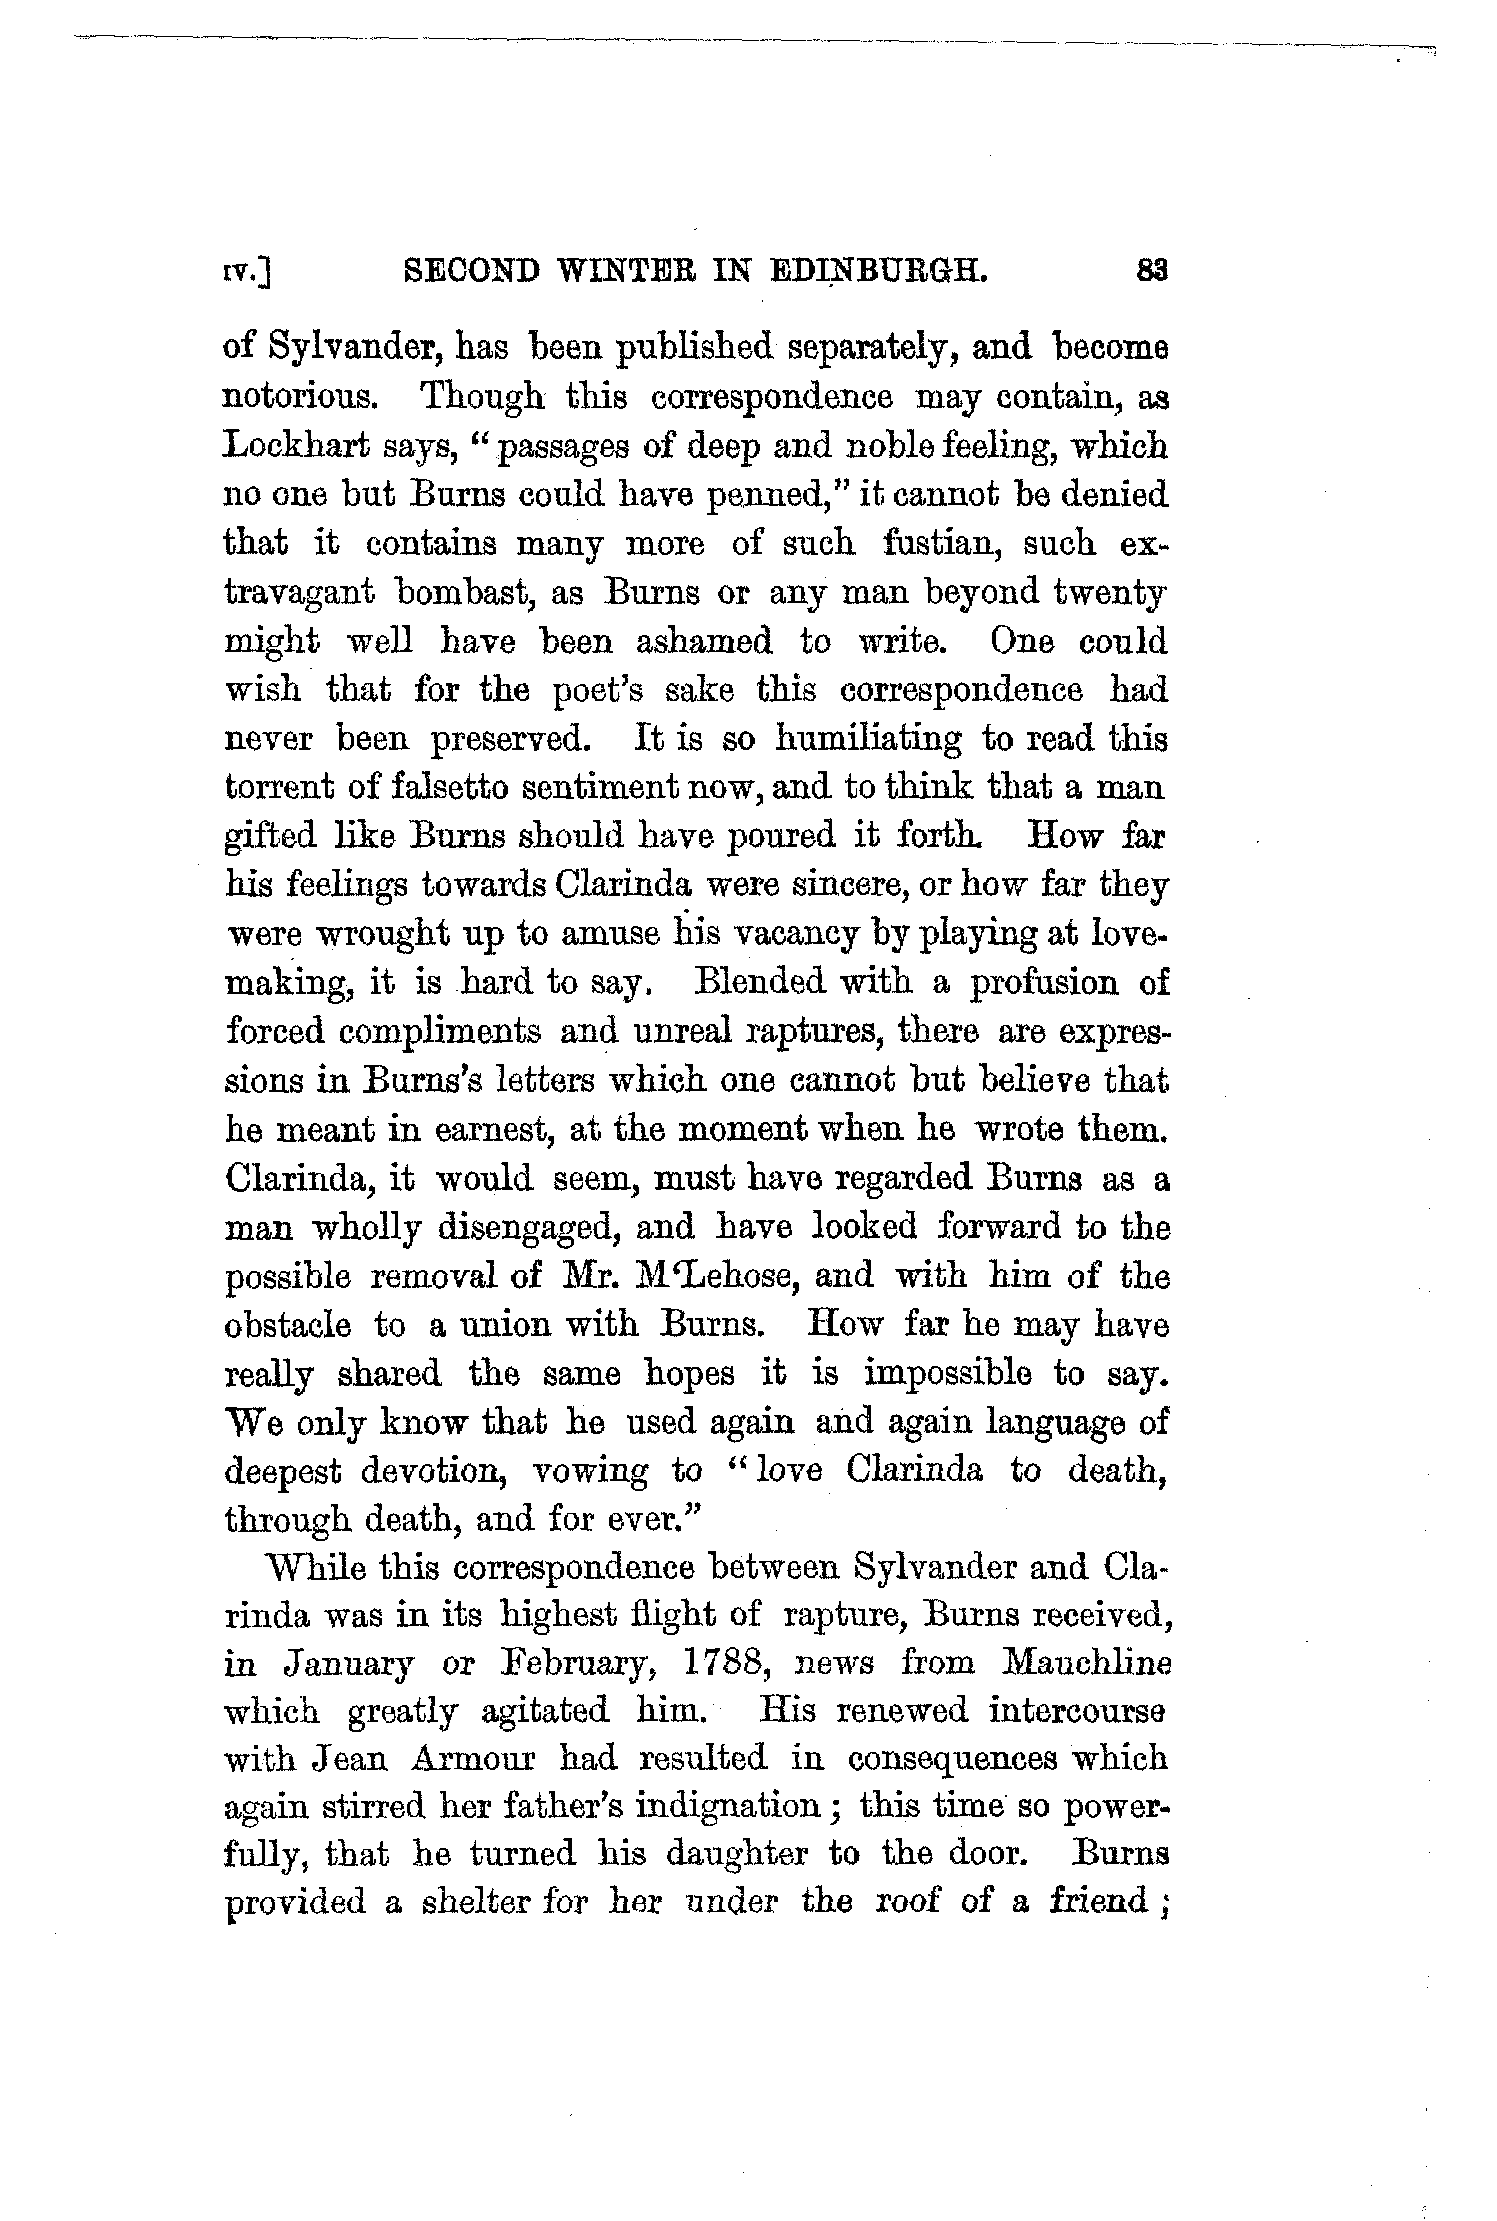 IV.] SECOND WINTER IN EDINBURGH. 83
of Sylvander, has been published separately, and become
notorious. Though this correspondence may contain, as
Lockhart says, "passages of deep and noble feeling, which
no one but Burns could have penned," it cannot be denied
that it contains many more of such fustian, such ex-
travagant bombast, as Burns or any man beyond twenty
might well have been ashamed to write. One could
wish that for the poet's sake this correspondence had
never been preserved. It is so humiliating to read this
torrent of falsetto sentiment now, and to think that a man
gifted like Burns should have poured it forth. How far
his feelings towards Clarinda were sincere, or how far they
were wrought up to amuse his vacancy by playing at love-
making, it is hard to say. Blended with a profusion of
forced compliments and unreal raptures, there are expres-
sions in Burns's letters which one cannot but believe that
he meant in earnest, at the moment when he wrote them.
Clarinda, it would seem, must have regarded Burns as a
man wholly disengaged, and have looked forward to the
possible removal of Mr. M'Lehose, and with him of the
obstacle to a union with Burns. How far he may have
really shared the same hopes it is impossible to say.
We only know that he used again and again language of
deepest devotion, vowing to "love Clarinda to death,
through death, and for ever."
While this correspondence between Sylvander and Cla-
rinda was in its highest flight of rapture, Burns received,
in January or February, 1788, news from Mauchline
which greatly agitated him. His renewed intercourse
with Jean Armour had resulted in consequences which
again stirred her father's indignation; this time so power-
fully, that he turned his daughter to the door. Burns
provided a shelter for her under the roof of a friend;